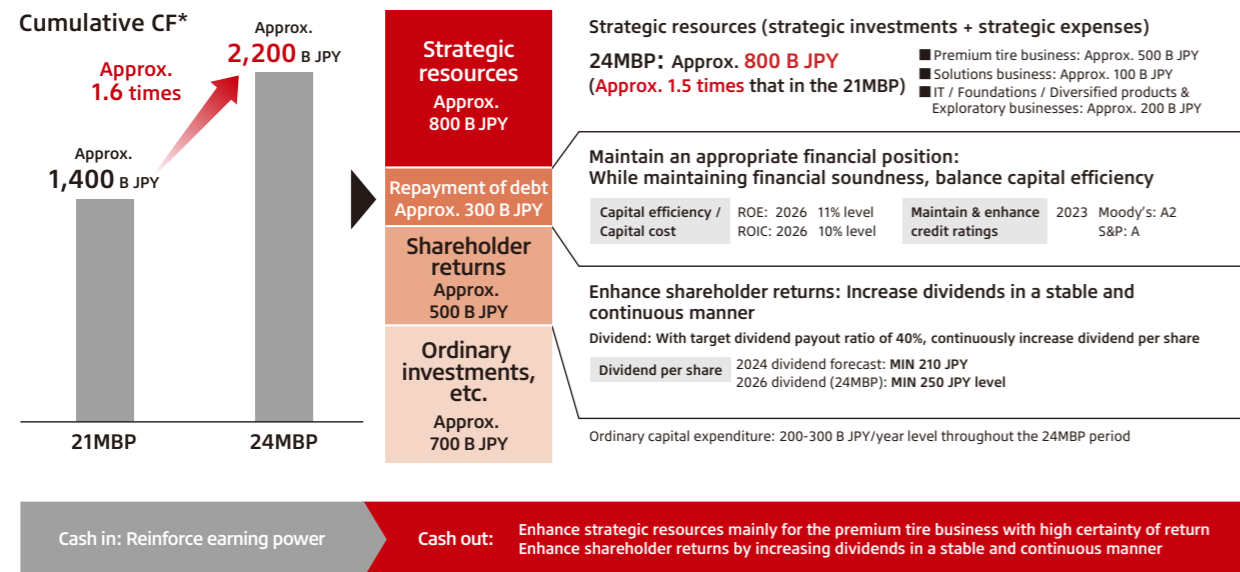 Cumulative CF*
Approx.
2,200 B JPY
Approx.
1.6 times
Approx.
1,400 B JPY
21MBP
24MBP
Strategic
resources
Approx.
800 B JPY
Repayment of debt
Approx. 300 B JPY
Shareholder
returns
Approx.
500 B JPY
Ordinary
investments,
etc.
Approx.
700 B JPY
Strategic resources (strategic investments + strategic expenses)
24MBP: Approx. 800 B JPY
(Approx. 1.5 times that in the 21MBP)
■ Premium tire business: Approx. 500 B JPY
■ Solutions business: Approx. 100 B JPY
■ IT / Foundations / Diversified products &
Exploratory businesses: Approx. 200 B JPY
Maintain an appropriate financial position:
While maintaining financial soundness, balance capital efficiency
Capital efficiency /
Capital cost
ROE: 2026 11% level
ROIC: 2026 10% level
Maintain & enhance
credit ratings
2023 Moody's: A2
S&P: A
Enhance shareholder returns: Increase dividends in a stable and
continuous manner
Dividend: With target dividend payout ratio of 40%, continuously increase dividend per share
Dividend per share
2024 dividend forecast: MIN 210 JPY
2026 dividend (24MBP): MIN 250 JPY level
Ordinary capital expenditure: 200-300 B JPY/year level throughout the 24MBP period
Cash in: Reinforce earning power
Cash out:
Enhance strategic resources mainly for the premium tire business with high certainty of return
Enhance shareholder returns by increasing dividends in a stable and continuous manner